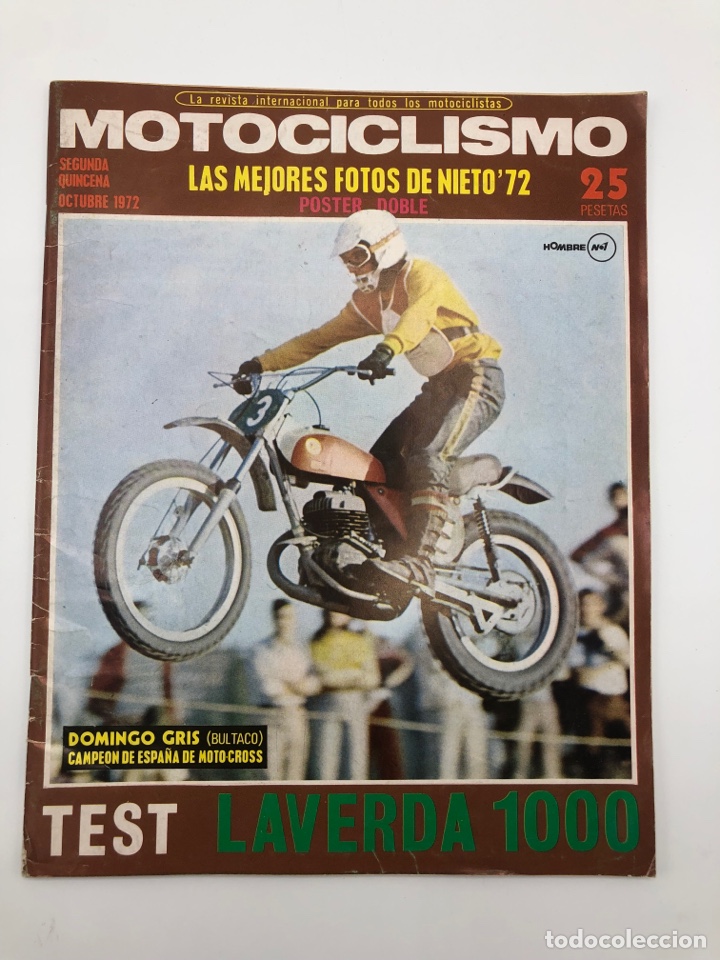 La revista internacional para todos los motociclistas
MOTOCICLISMO
SEGUNDA
QUINCENA
OCTUBRE 1972
LAS MEJORES FOTOS DE NIETO'72
POSTER DOBLE
25
PESETAS
HOMBRE Nº1
3
DOMINGO GRIS (BULTACO)
CAMPEON DE ESPAÑA DE MOTO-CROSS
TEST LAVERDA 1000
todocoleccion